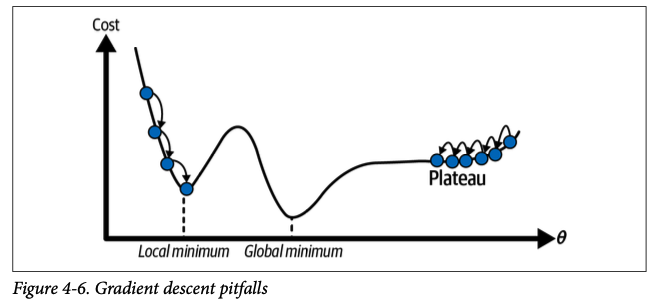 Cost
Plateau
θ
Local minimum
Global minimum
Figure 4-6. Gradient descent pitfalls